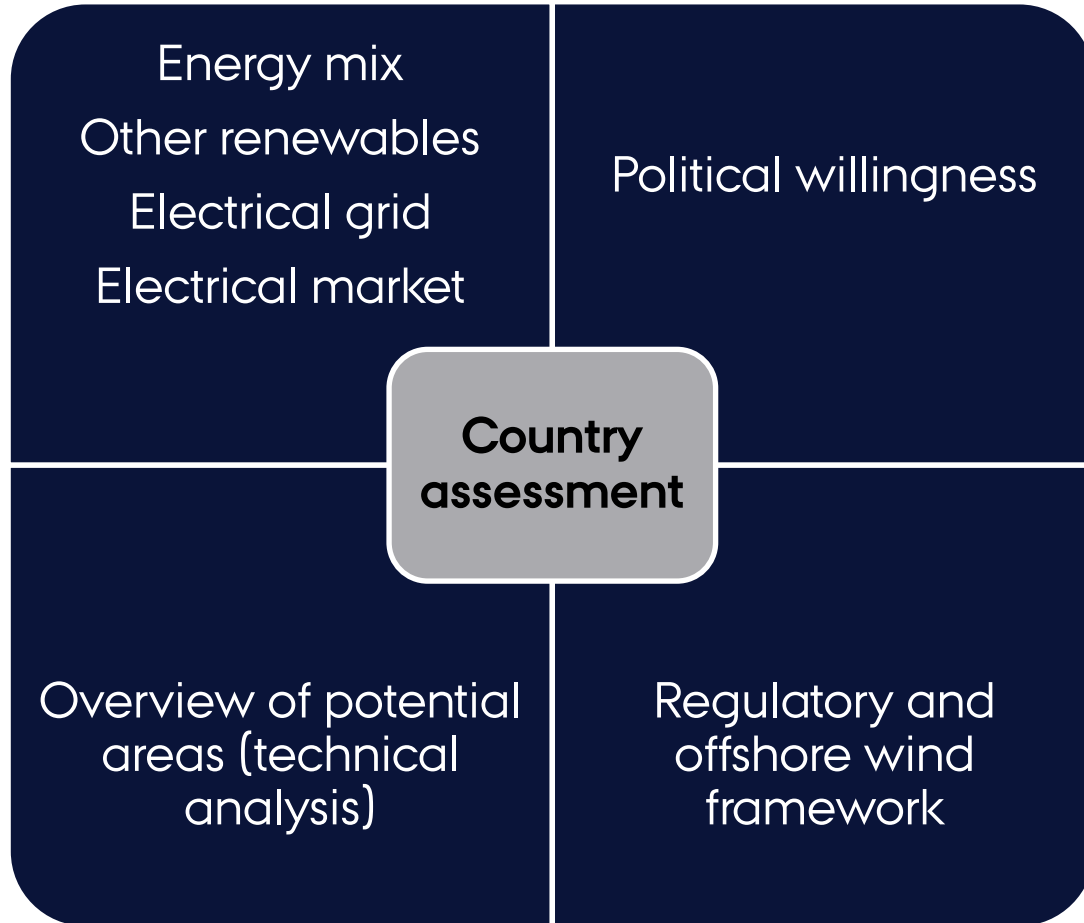 Energy mix
Other renewables
Electrical grid
Electrical market
Political willingness
Country
assessment
Overview of potential
areas (technical
analysis)
Regulatory and
offshore wind
framework